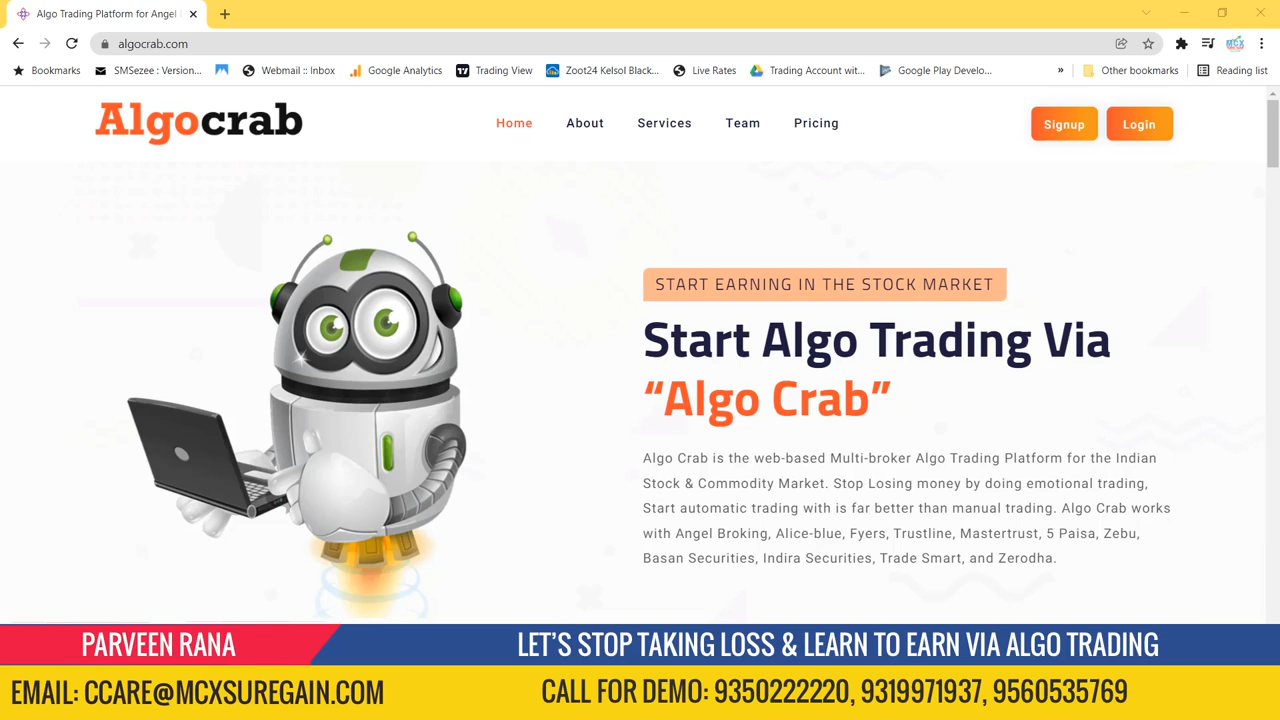 Algo Trading Platform for Angel
algocrab.com
Bookmarks
SMSezee : Version...
Webmail :: Inbox
Google Analytics
Trading View
Zoot24 Kelsol Black...
Live Rates
Trading Account wit...
Google Play Develo...
»
Other bookmarks
Reading list
Algocrab
Home
About
Services
Team
Pricing
Signup
Login
START EARNING IN THE STOCK MARKET
Start Algo Trading Via
“Algo Crab”
Algo Crab is the web-based Multi-broker Algo Trading Platform for the Indian
Stock & Commodity Market. Stop Losing money by doing emotional trading,
Start automatic trading with is far better than manual trading. Algo Crab works
with Angel Broking, Alice-blue, Fyers, Trustline, Mastertrust, 5 Paisa, Zebu,
Basan Securities, Indira Securities, Trade Smart, and Zerodha.
PARVEEN RANA
LET’S STOP TAKING LOSS & LEARN TO EARN VIA ALGO TRADING
EMAIL: CCARE@MCXSUREGAIN.COM
CALL FOR DEMO: 9350222220, 9319971937, 9560535769